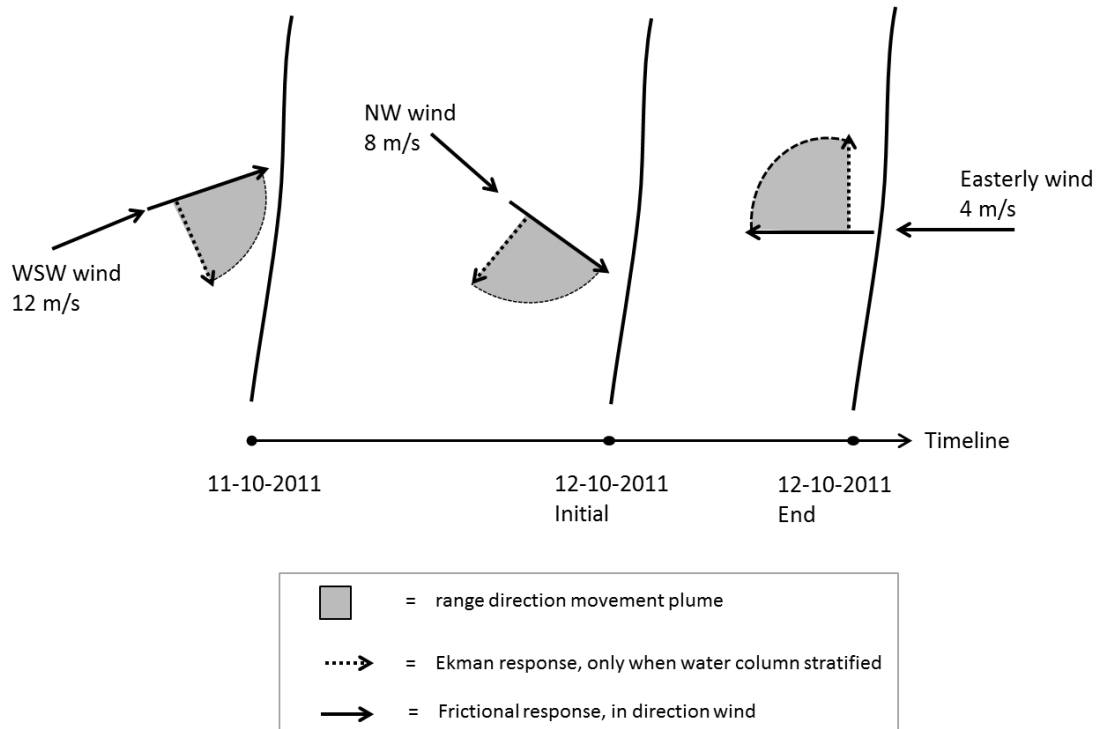 NW wind
8 m/s
Easterly wind
4 m/s
WSW wind
12 m/s
Timeline
11-10-2011
12-10-2011
Initial
12-10-2011
End
= range direction movement plume
= Ekman response, only when water column stratified
= Frictional response, in direction wind